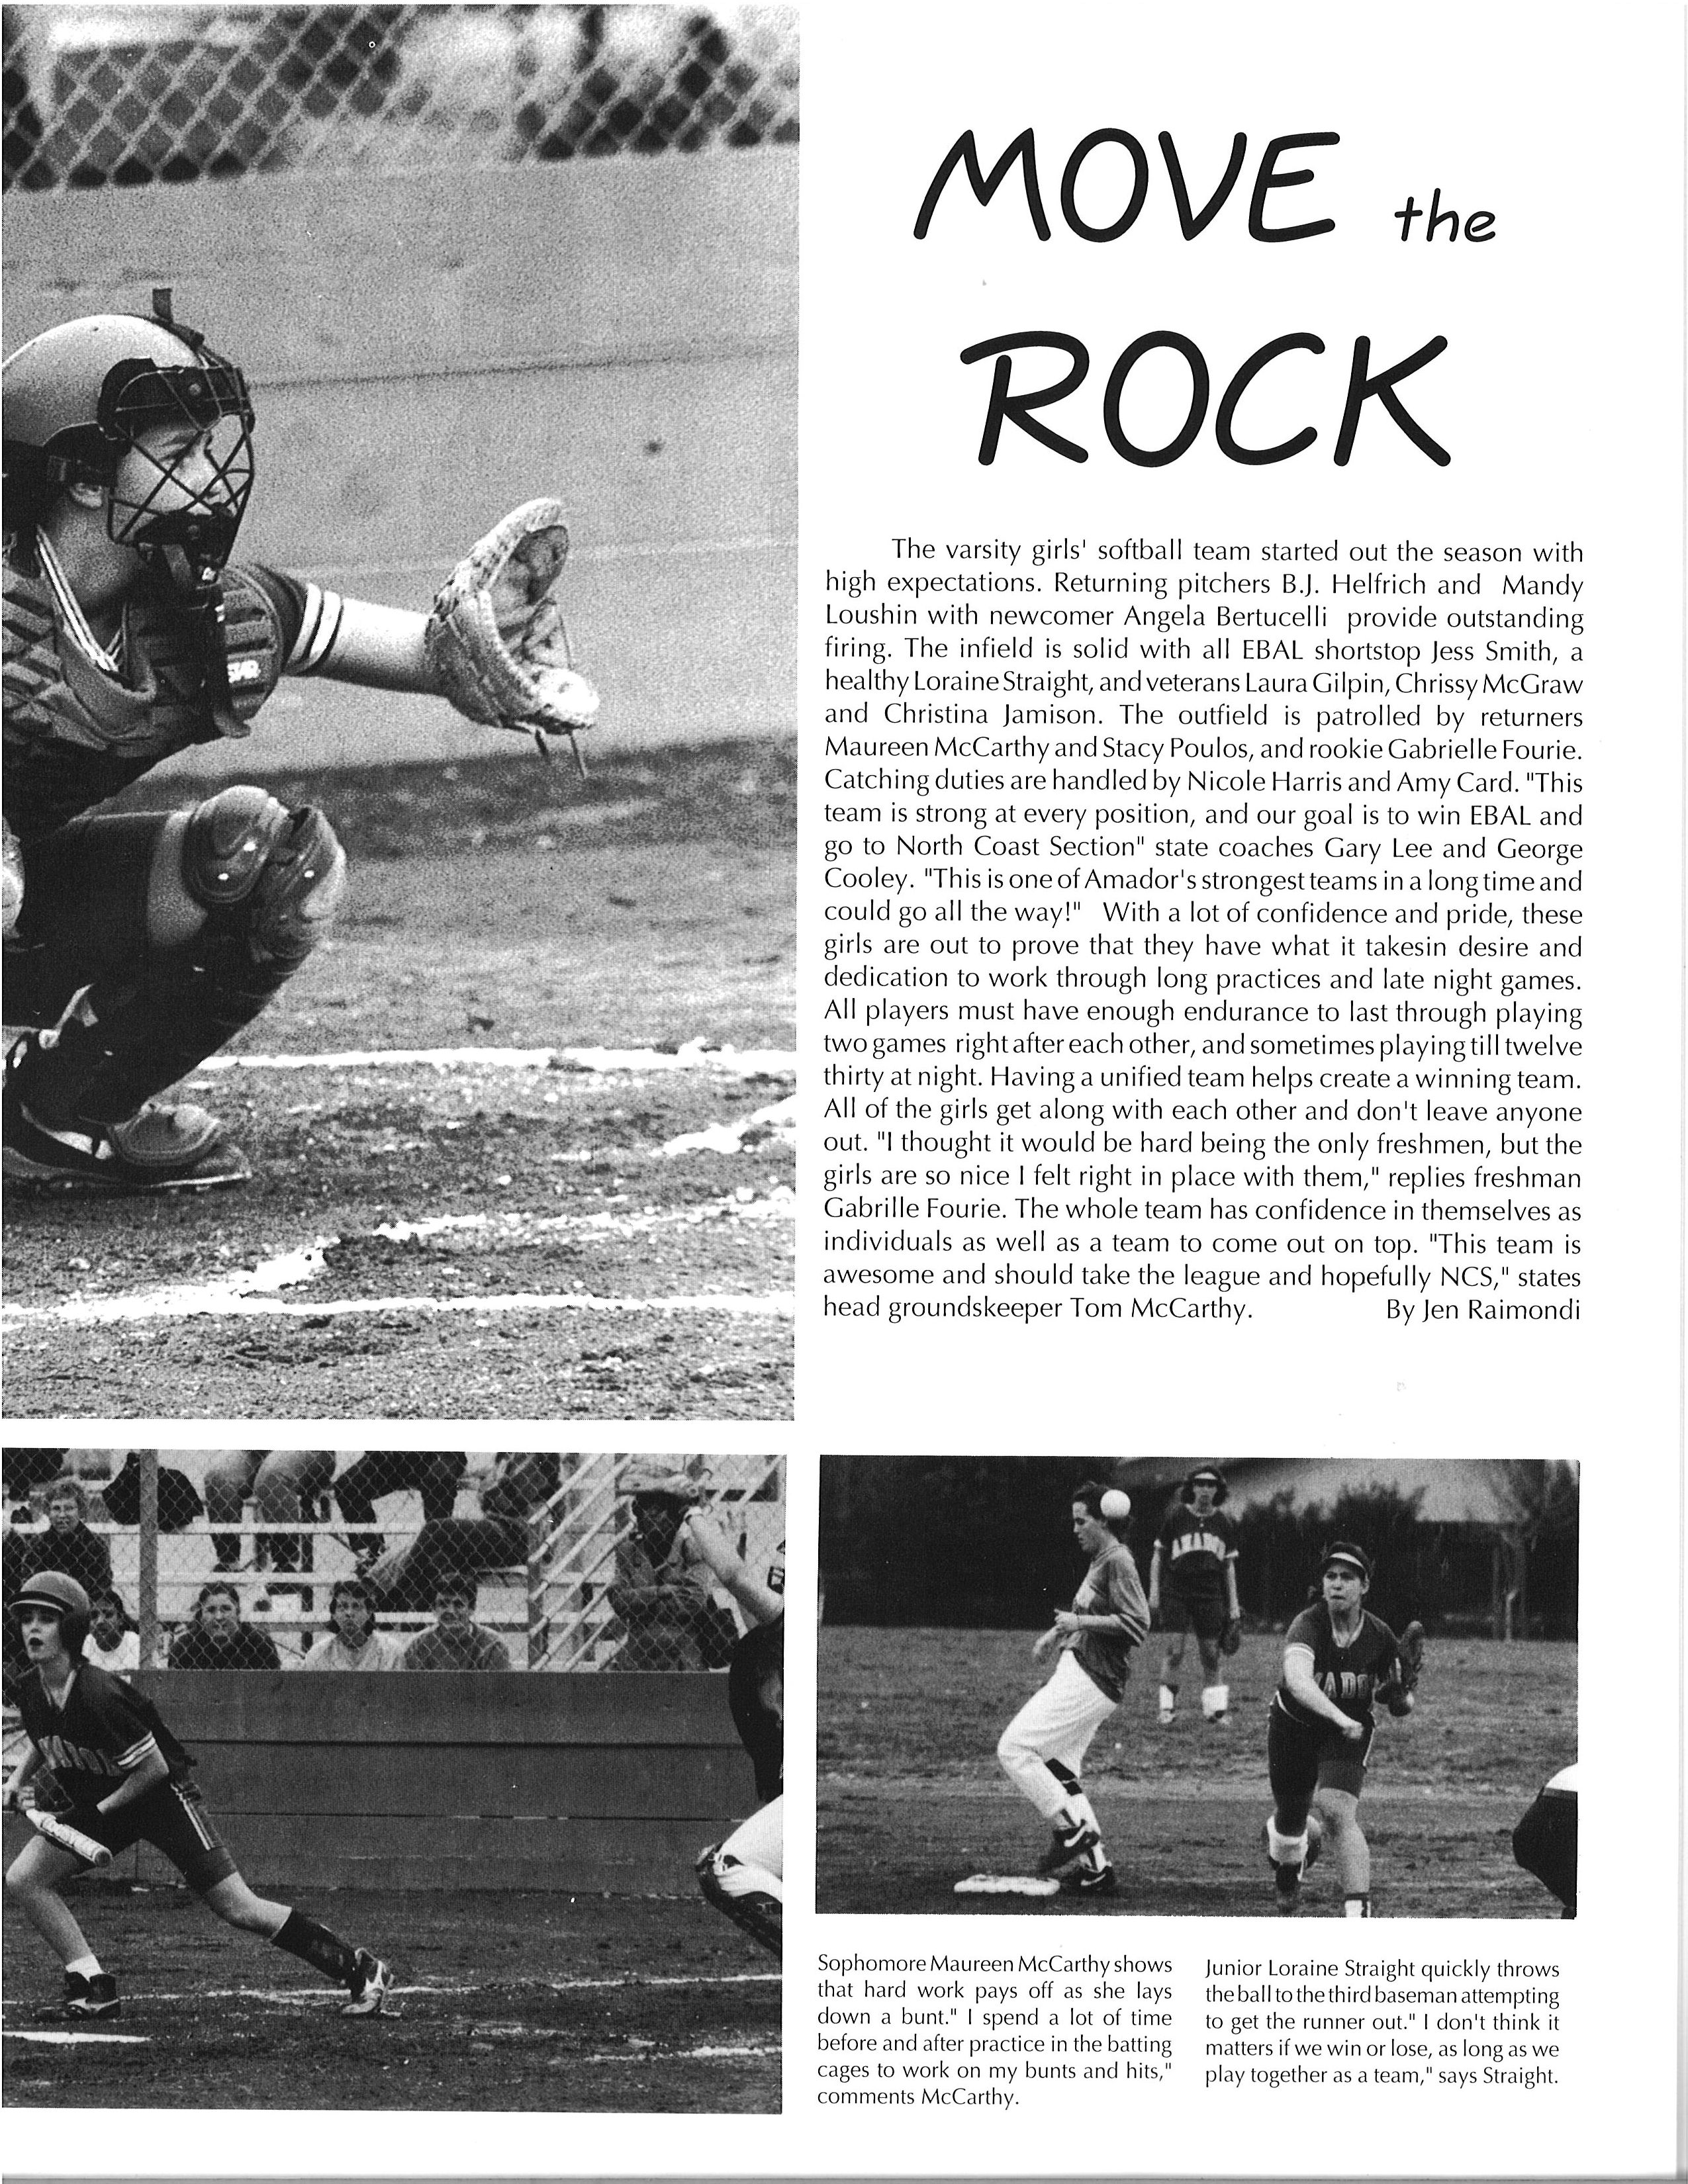 MOVE the
ROCK
The varsity girls' softball team started out the season with
high expectations. Returning pitchers B.J. Helfrich and Mandy
Loushin with newcomer Angela Bertucelli provide outstanding
firing. The infield is solid with all EBAL shortstop Jess Smith, a
healthy Loraine Straight, and veterans Laura Gilpin, Chrissy McGraw
and Christina Jamison. The outfield is patrolled by returners
Maureen McCarthy and Stacy Poulos, and rookie Gabrielle Fourie.
Catching duties are handled by Nicole Harris and Amy Card. "This
team is strong at every position, and our goal is to win EBAL and
go to North Coast Section" state coaches Gary Lee and George
Cooley. "This is one of Amador's strongest teams in a long time and
could go all the way!" With a lot of confidence and pride, these
girls are out to prove that they have what it takesin desire and
dedication to work through long practices and late night games.
All players must have enough endurance to last through playing
two games right after each other, and sometimes playing till twelve
thirty at night. Having a unified team helps create a winning team.
All of the girls get along with each other and don't leave anyone
out. "I thought it would be hard being the only freshmen, but the
girls are so nice I felt right in place with them," replies freshman
Gabrille Fourie. The whole team has confidence in themselves as
individuals as well as a team to come out on top. "This team is
awesome and should take the league and hopefully NCS," states
head groundskeeper Tom McCarthy. By Jen Raimondi
AMADOR
Sophomore Maureen McCarthy shows
that hard work pays off as she lays
down a bunt." I spend a lot of time
before and after practice in the batting
cages to work on my bunts and hits,"
comments McCarthy.
Junior Loraine Straight quickly throws
the ball to the third baseman attempting
to get the runner out." I don't think it
matters if we win or lose, as long as we
play together as a team," says Straight.